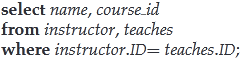 select name, course_id
from instructor, teaches
where instructor.ID= teaches.ID;